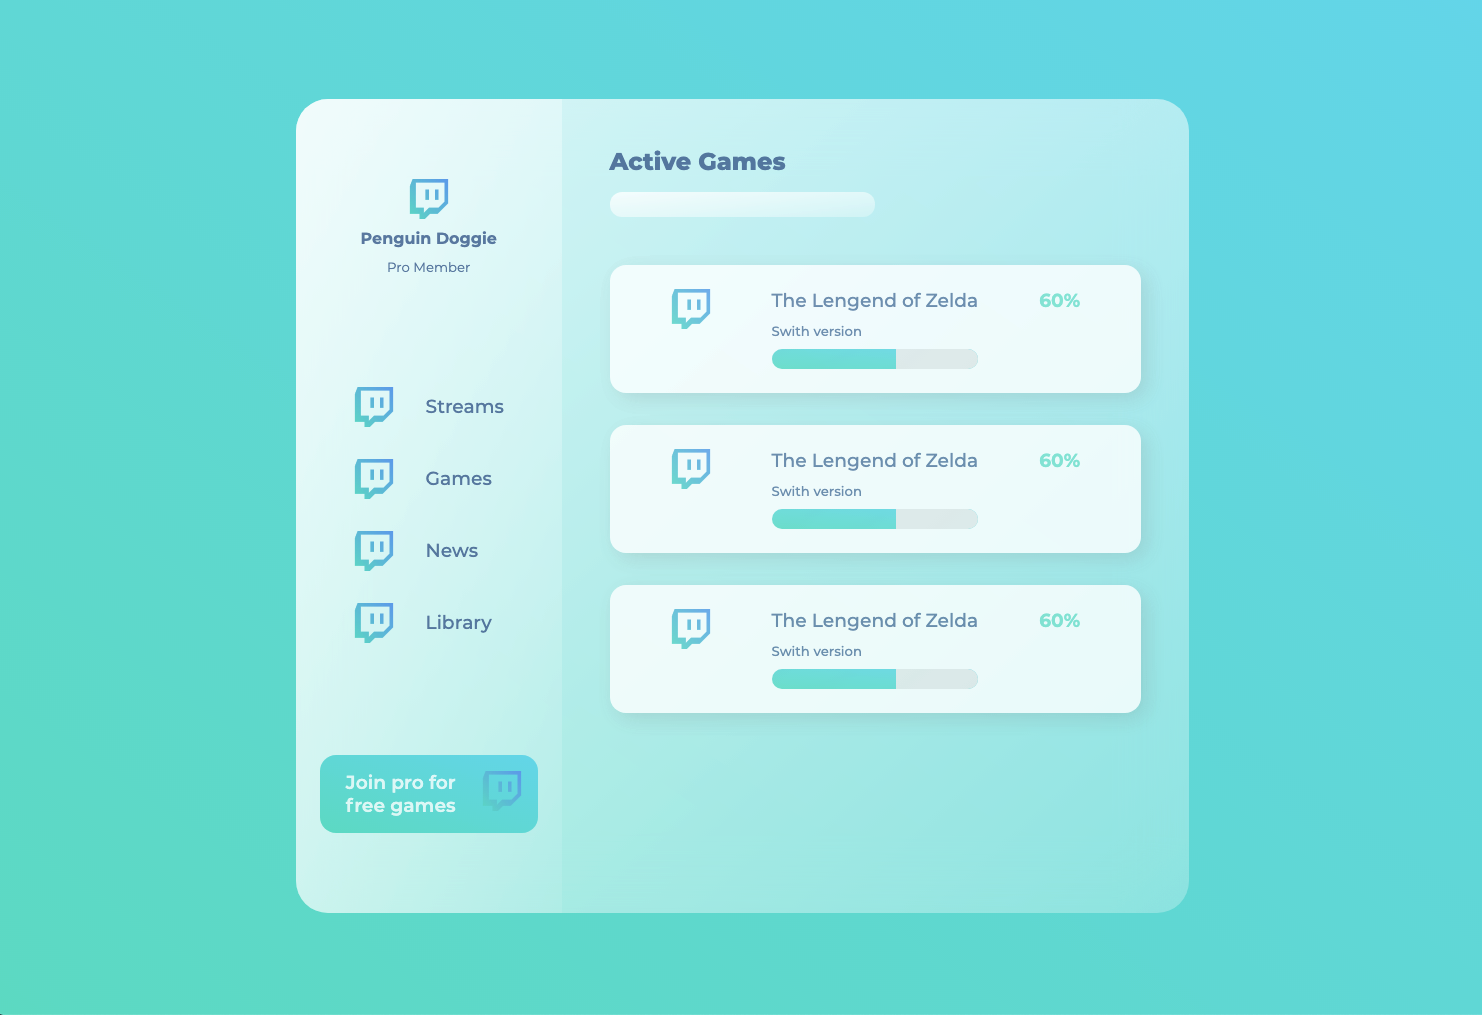 Penguin Doggie
Pro Member
Streams
Games
News
Library
Join pro for
free games
Active Games
The Lengend of Zelda
60%
Swith version
The Lengend of Zelda
60%
Swith version
The Lengend of Zelda
60%
Swith version